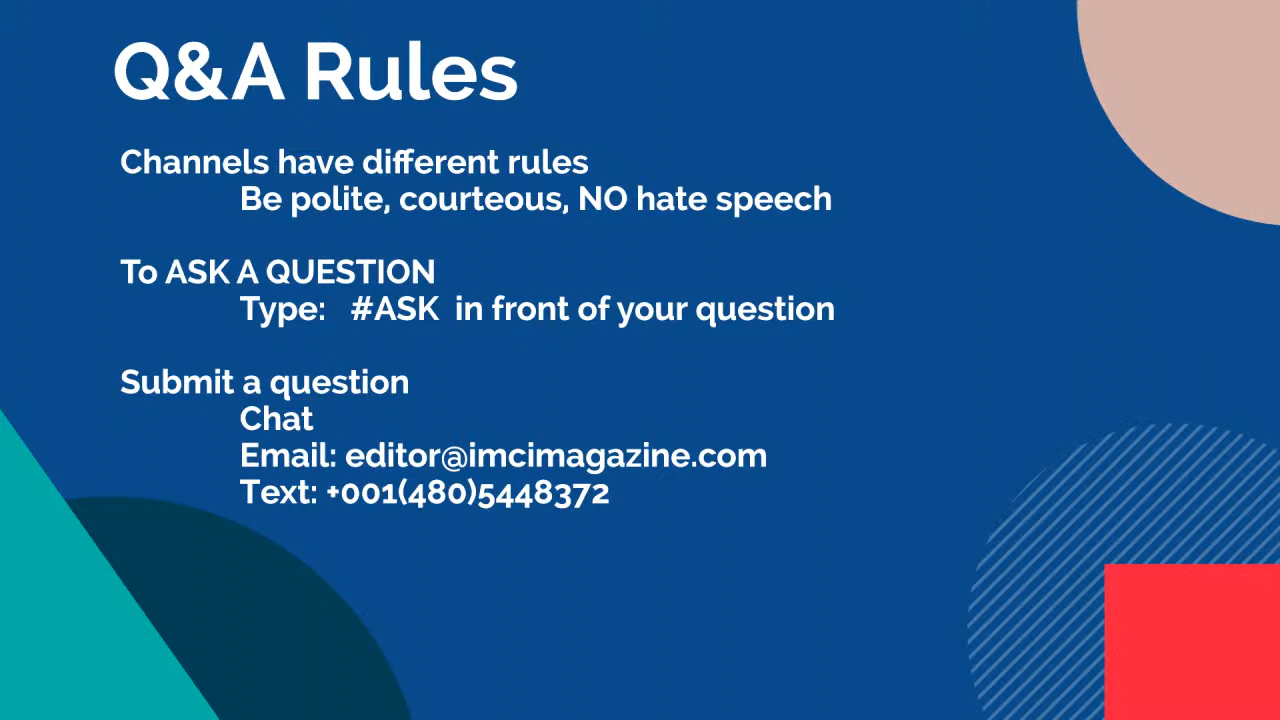 Q&A Rules
Channels have different rules
Be polite, courteous, NO hate speech
To ASK A QUESTION
Type: #ASK in front of your question
Submit a question
Chat
Email: editor@imcimagazine.com
Text: +001(480)5448372